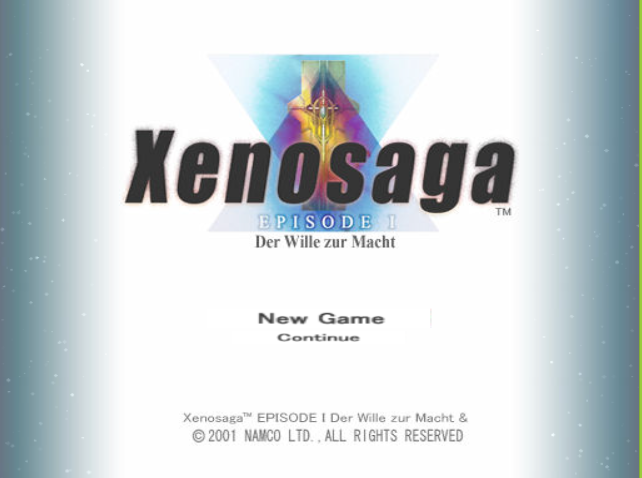 Xenosaga
TM
EPISODE I
Der Wille zur Macht
New Game
Continue
Xenosaga™ EPISODE I Der Wille zur Macht &
© 2001 NAMCO LTD., ALL RIGHTS RESERVED